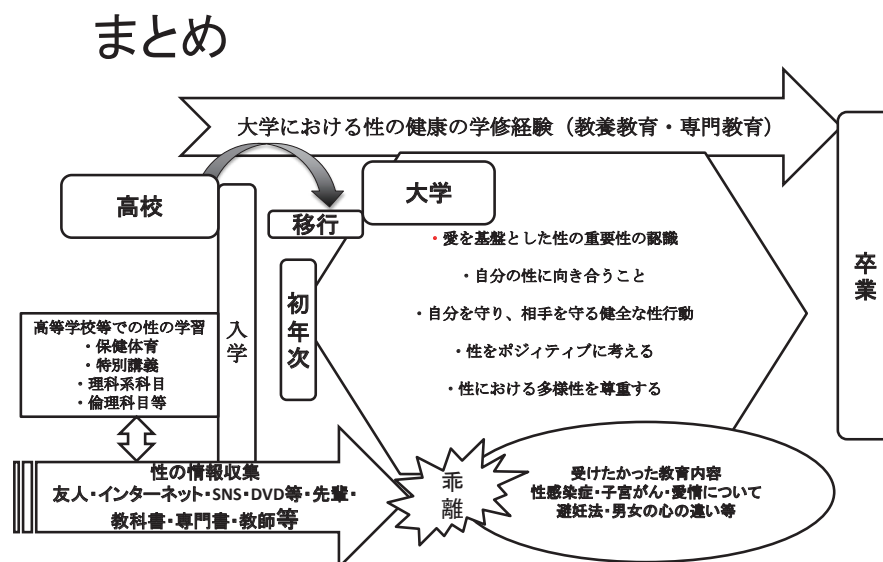 まとめ
大学における性の健康の学修経験（教養教育・専門教育）
高校
移行
大学
入学
初年次
卒業
・愛を基盤とした性の重要性の認識
・自分の性に向き合うこと
・自分を守り、相手を守る健全な性行動
・性をポジィティブに考える
・性における多様性を尊重する
高等学校等での性の学習
・保健体育
・特別講義
・理科系科目
・倫理科目等
性の情報収集
友人・インターネット・SNS・DVD等・先輩・
教科書・専門書・教師等
乖離
受けたかった教育内容
性感染症・子宮がん・愛情について
避妊法・男女の心の違い等